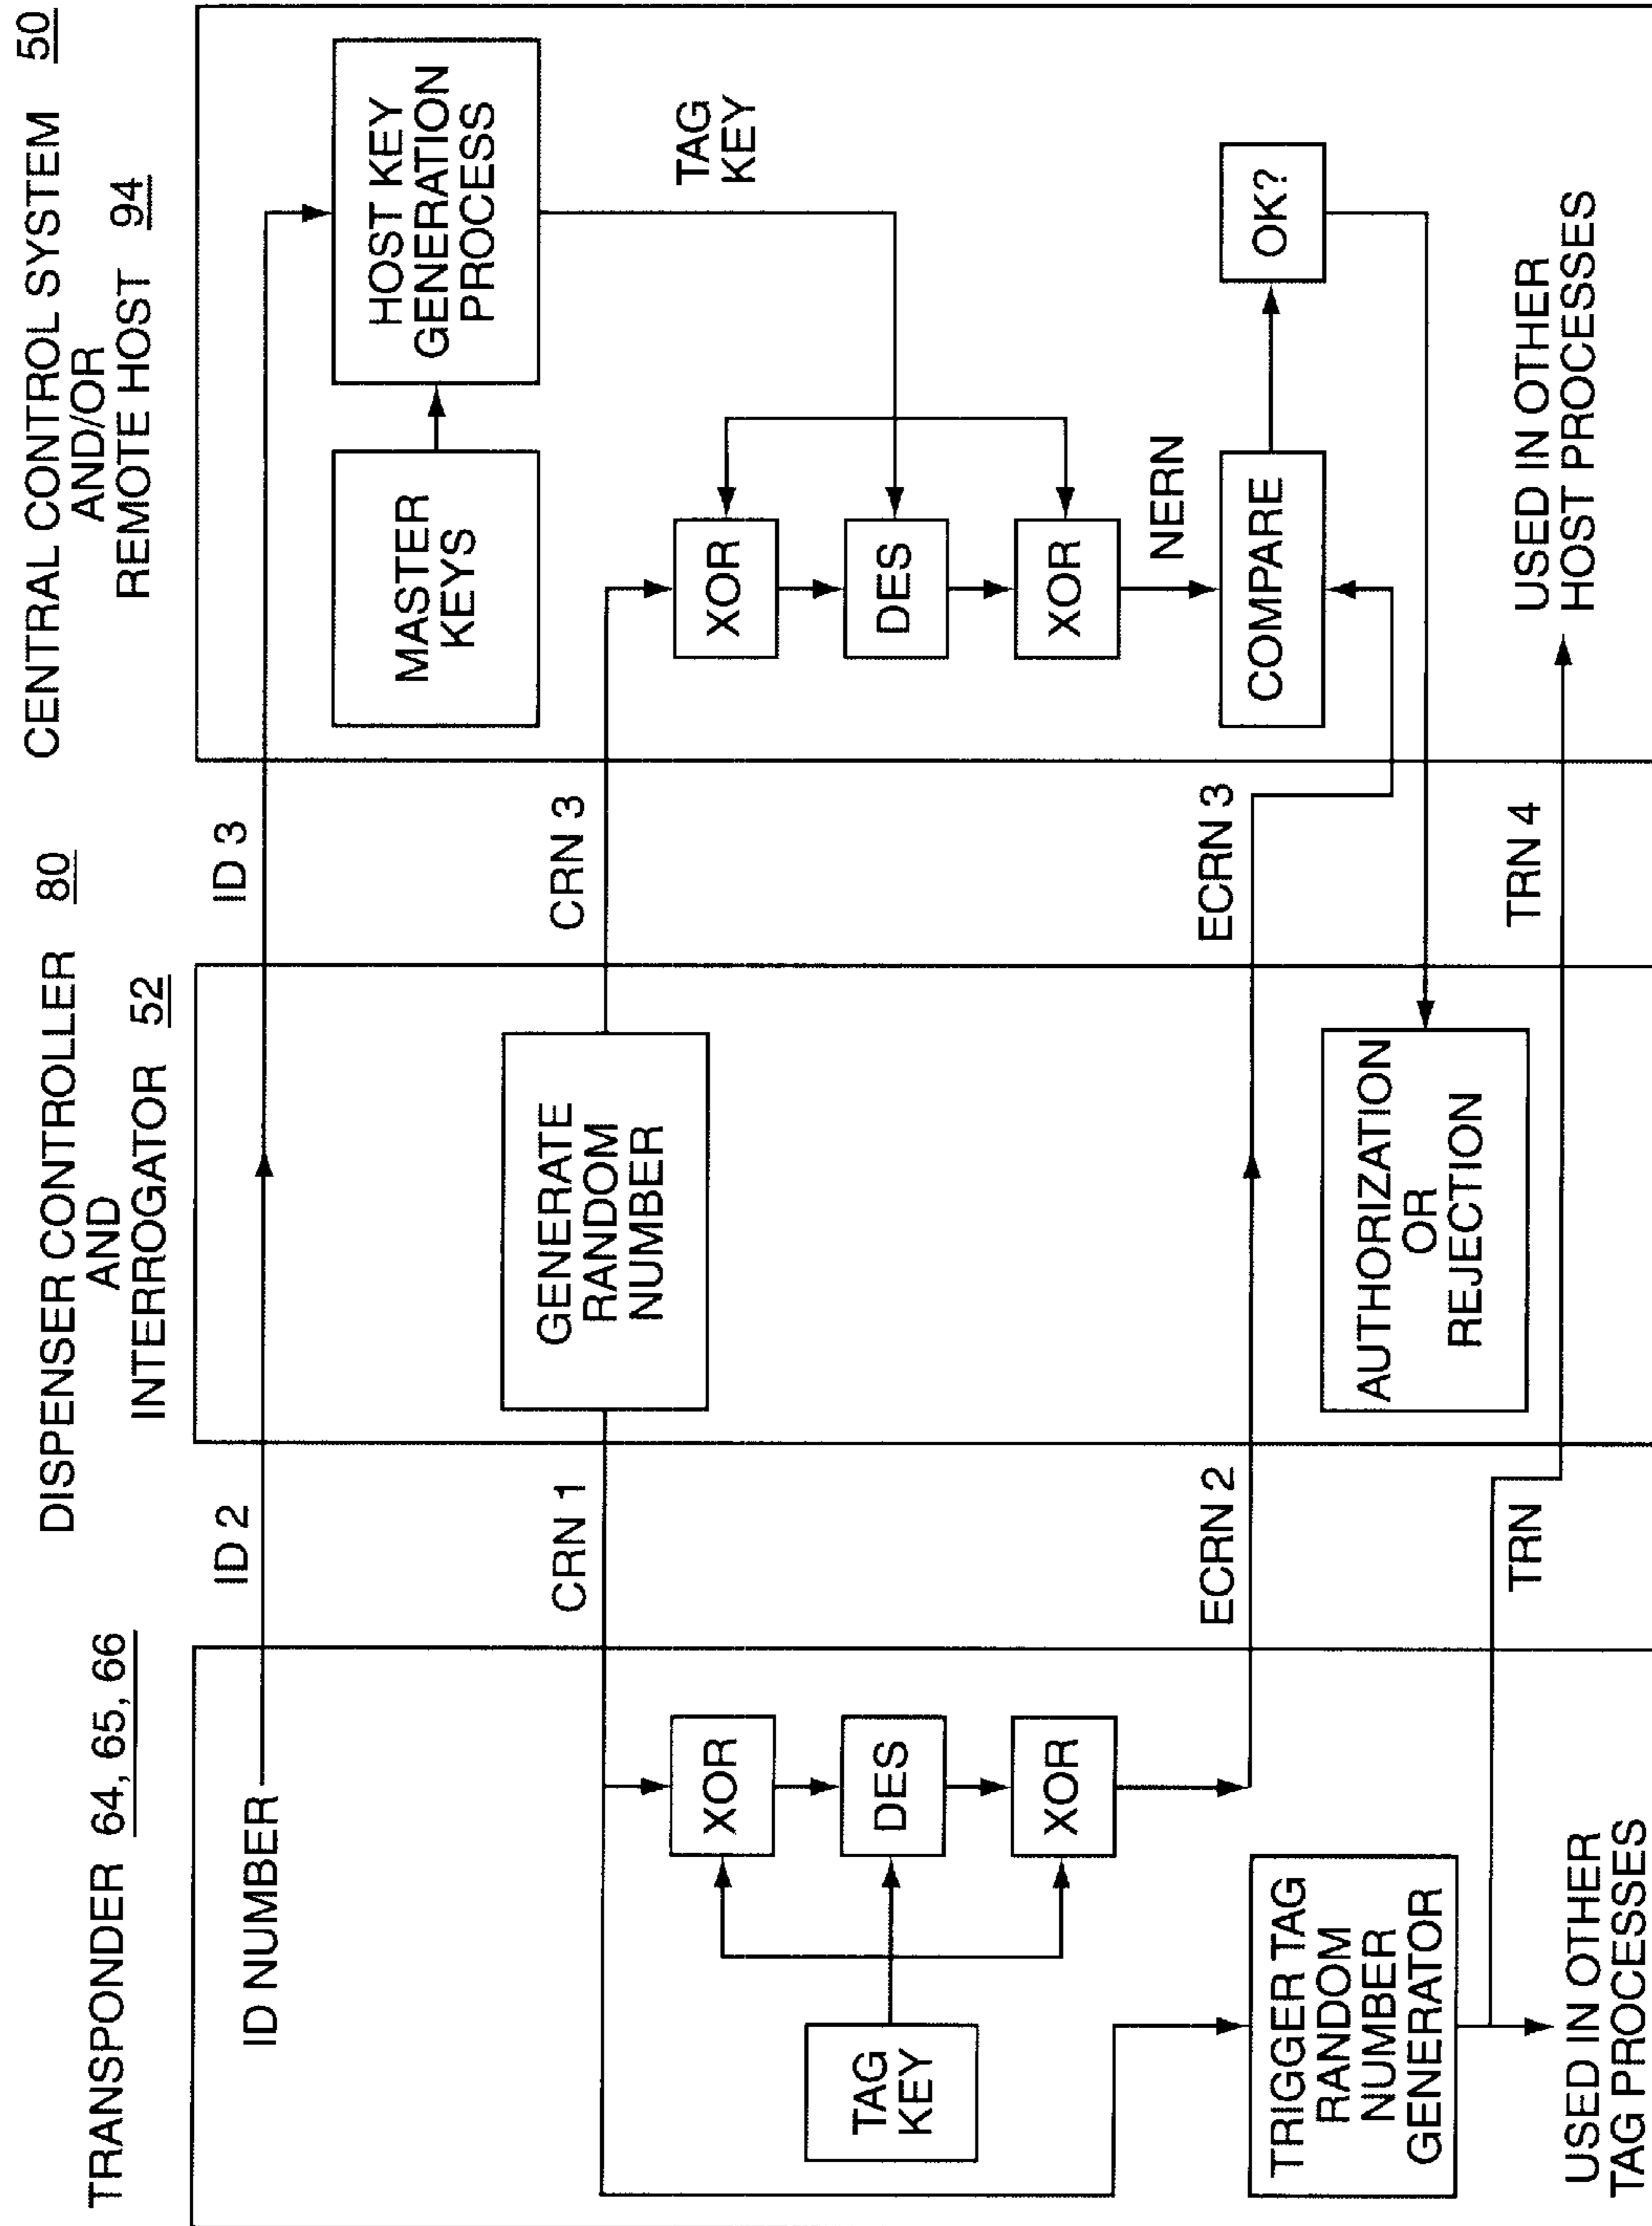 TRANSPONDER 64, 65, 66
DISPENSER CONTROLLER 80
AND
INTERROGATOR 52
CENTRAL CONTROL SYSTEM 50
AND/OR
REMOTE HOST 94
ID NUMBER
ID 2
ID 3
MASTER
KEYS
HOST KEY
GENERATION
PROCESS
TAG
KEY
CRN 1
GENERATE
RANDOM
NUMBER
CRN 3
TAG
KEY
XOR
DES
XOR
XOR
DES
XOR
NERN
ECRN 2
ECRN 3
COMPARE
OK?
TRIGGER TAG
RANDOM
NUMBER
GENERATOR
AUTHORIZATION
OR
REJECTION
TRN
TRN 4
USED IN OTHER
HOST PROCESSES
USED IN OTHER
TAG PROCESSES